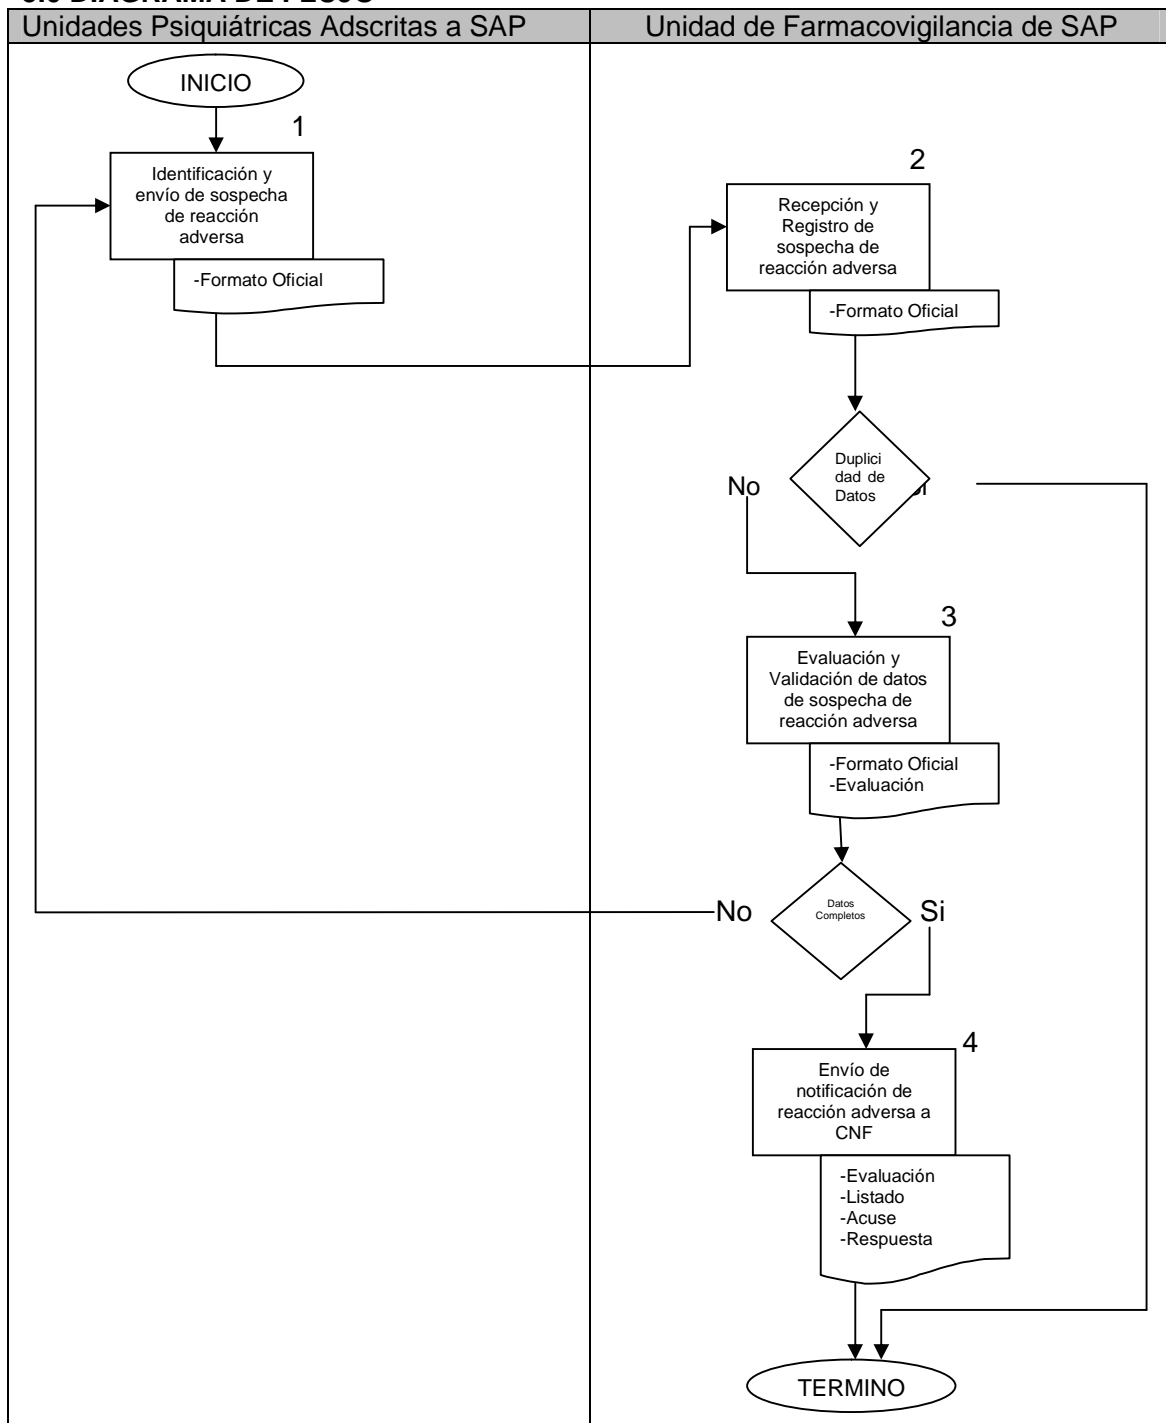 Unidades Psiquiátricas Adscritas a SAP
Unidad de Farmacovigilancia de SAP
INICIO
1
Identificación y
envío de sospecha
de reacción
adversa
-Formato Oficial
2
Recepción y
Registro de
sospecha de
reacción adversa
-Formato Oficial
Duplici
dad de
Datos
No
3
Evaluación y
Validación de datos
de sospecha de
reacción adversa
-Formato Oficial
-Evaluación
Datos
Completos
No
Si
4
Envío de
notificación de
reacción adversa a
CNF
-Evaluación
-Listado
-Acuse
-Respuesta
TERMINO